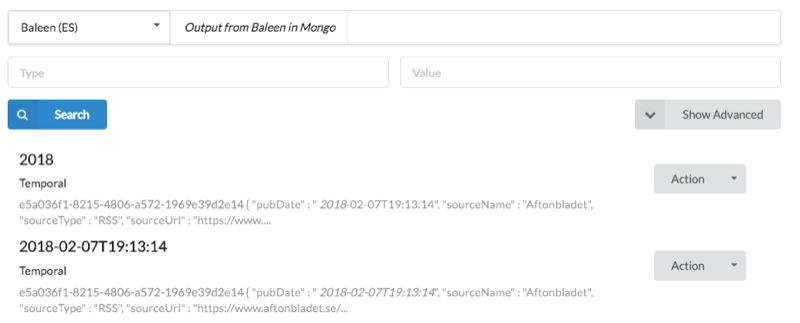 Baleen (ES) Output from Baleen in Mongo
Type Value
Search Show Advanced
2018
Temporal Action
e5a036f1-8215-4806-a572-1969e39d2e14 { "pubDate" : " 2018-02-07T19:13:14", "sourceName" : "Aftonbladet",
"sourceType" : "RSS", "sourceUrl" : "https://www....
2018-02-07T19:13:14
Temporal Action
e5a036f1-8215-4806-a572-1969e39d2e14 { "pubDate" : " 2018-02-07T19:13:14", "sourceName" : "Aftonbladet",
"sourceType" : "RSS", "sourceUrl" : "https://www.aftonbladet.se/...